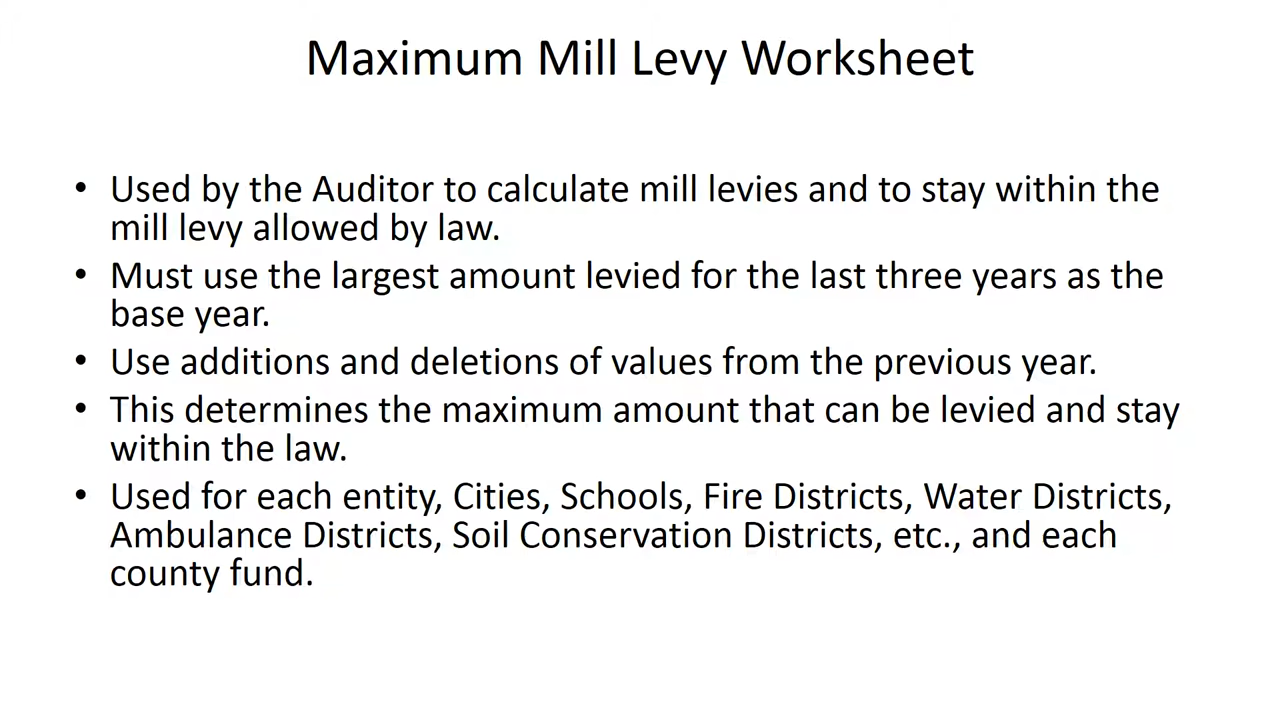 Maximum Mill Levy Worksheet
• Used by the Auditor to calculate mill levies and to stay within the
mill levy allowed by law.
• Must use the largest amount levied for the last three years as the
base year.
• Use additions and deletions of values from the previous year.
• This determines the maximum amount that can be levied and stay
within the law.
• Used for each entity, Cities, Schools, Fire Districts, Water Districts,
Ambulance Districts, Soil Conservation Districts, etc., and each
county fund.